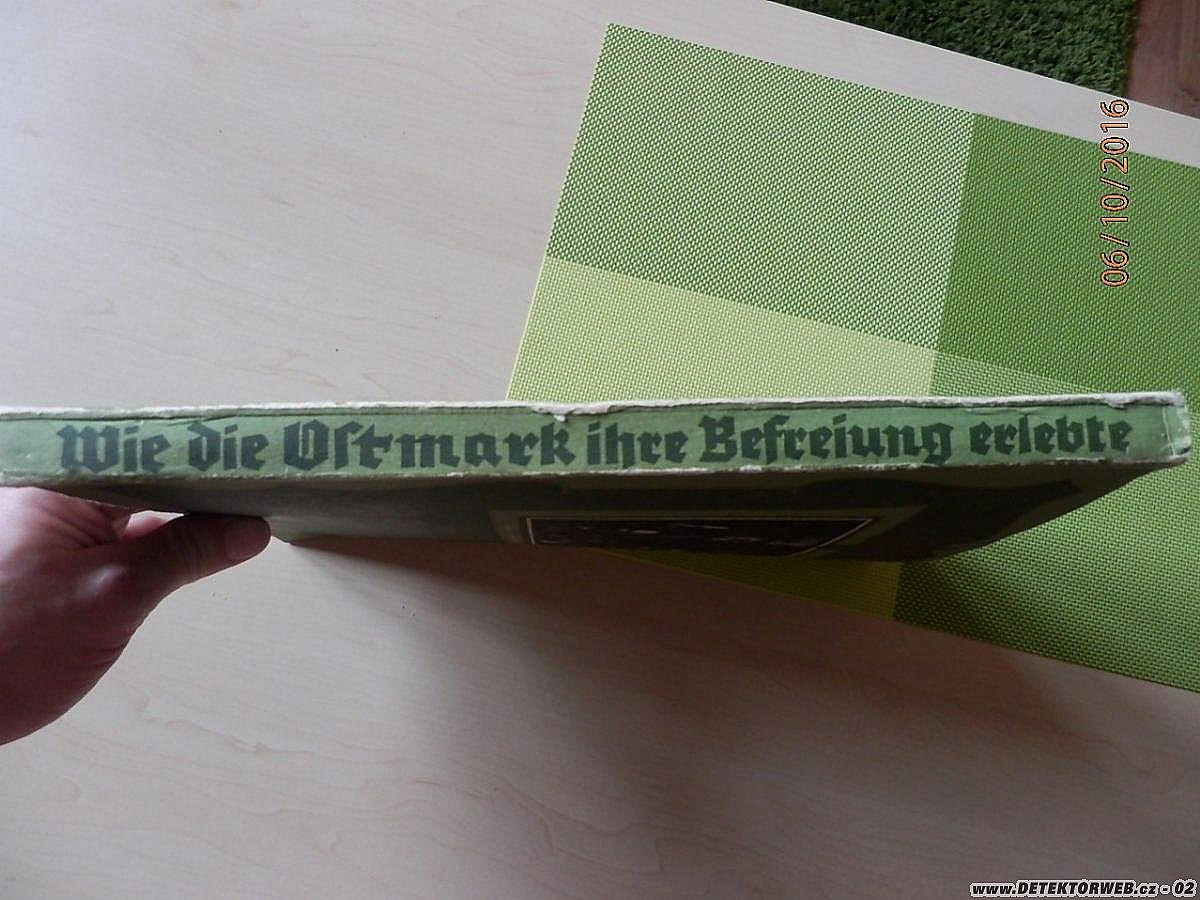 06/10/2016
Wie die Oſtmark ihre Befreiung erlebte
www.DETEKTORWEB.cz - 02